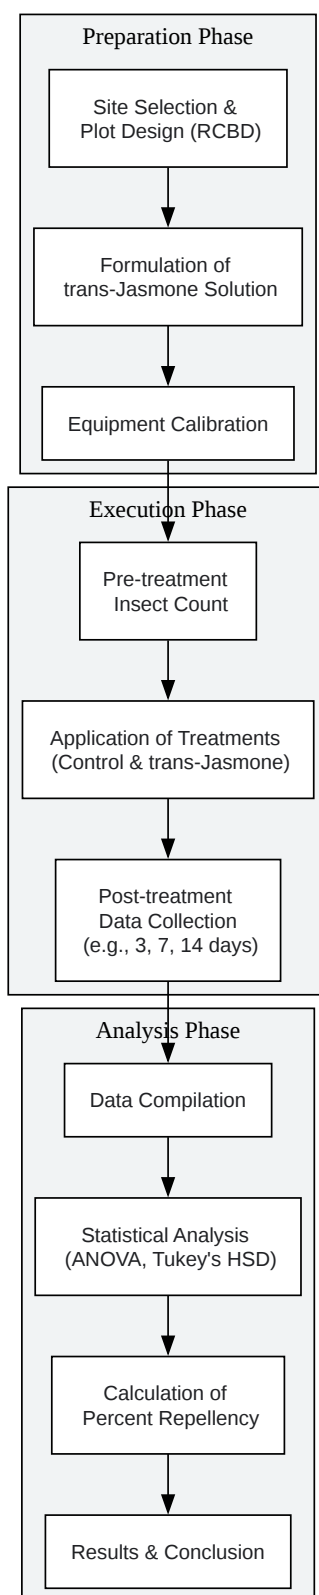 Preparation Phase
Site Selection &
Plot Design (RCBD)
Formulation of
trans-Jasmone Solution
Equipment Calibration
Execution Phase
Pre-treatment
Insect Count
Application of Treatments
(Control & trans-Jasmone)
Post-treatment
Data Collection
(e.g., 3, 7, 14 days)
Analysis Phase
Data Compilation
Statistical Analysis
(ANOVA, Tukey's HSD)
Calculation of
Percent Repellency
Results & Conclusion